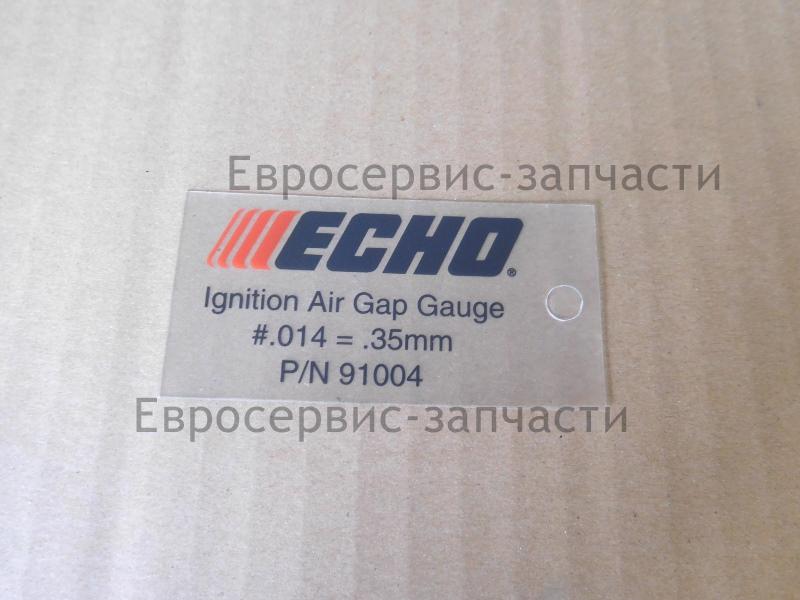 Евросервис-запчасти
ECHO®
Ignition Air Gap Gauge
#.014 = .35mm
P/N 91004
Евросервис-запчасти